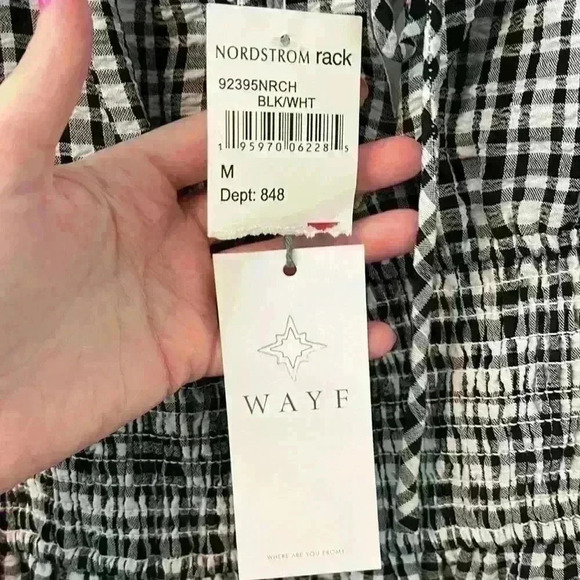 NORDSTROM rack
92395NRCH
BLK/WHT
1 95970 06228 5
M
Dept: 848
WAYF
WHERE ARE YOU FROM?